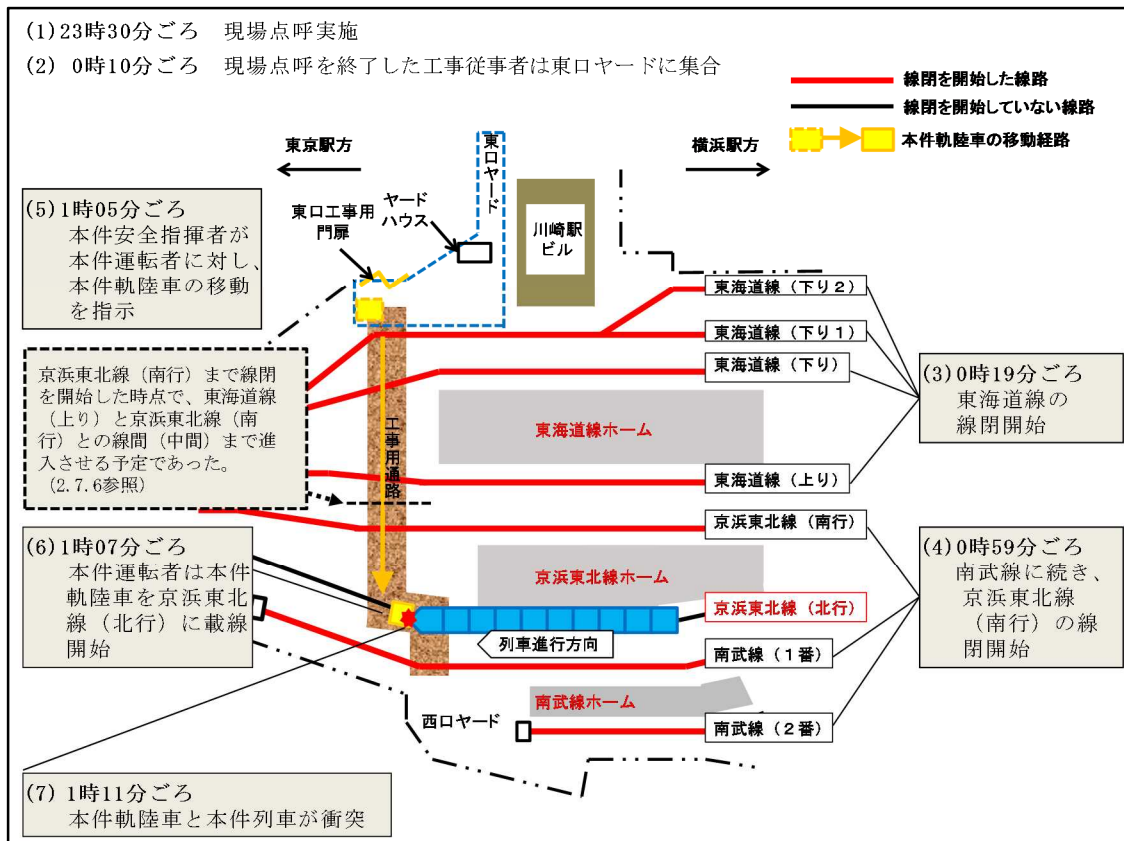 (1) 23時30分ごろ 現場点呼実施
(2) 0時10分ごろ 現場点呼を終了した工事従事者は東口ヤードに集合
線閉を開始した線路
線閉を開始していない線路
本件軌陸車の移動経路
東京駅方
横浜駅方
東口ヤード
ヤード
ハウス
東口工事用
門扉
川崎駅
ビル
(5) 1時05分ごろ
本件安全指揮者が
本件運転者に対し、
本件軌陸車の移動
を指示
東海道線(下り2)
東海道線(下り1)
東海道線(下り)
東海道線ホーム
東海道線(上り)
(3) 0時19分ごろ
東海道線の
線閉開始
京浜東北線(南行)まで線閉
を開始した時点で、東海道線
(上り)と京浜東北線(南
行)との線間(中間)まで進
入させる予定であった。
(2.7.6参照)
工事用通路
京浜東北線(南行)
京浜東北線ホーム
京浜東北線(北行)
列車進行方向
南武線(1番)
南武線ホーム
南武線(2番)
西口ヤード
(4) 0時59分ごろ
南武線に続き、
京浜東北線
(南行)の線
閉開始
(6) 1時07分ごろ
本件運転者は本件
軌陸車を京浜東北
線(北行)に載線
開始
(7) 1時11分ごろ
本件軌陸車と本件列車が衝突